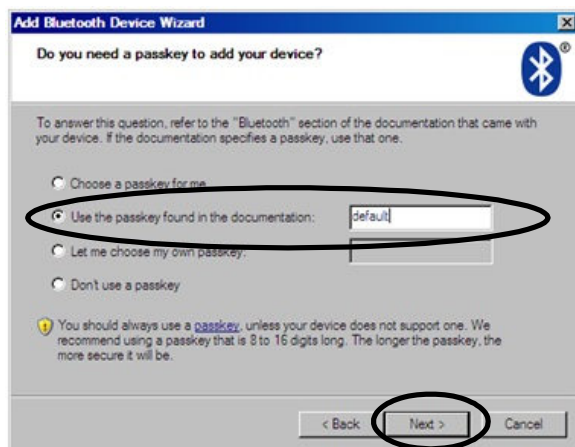 Add Bluetooth Device Wizard
Do you need a passkey to add your device?
®
To answer this question, refer to the "Bluetooth" section of the documentation that came with
your device. If the documentation specifies a passkey, use that one.
Choose a passkey for me
Use the passkey found in the documentation: default
Let me choose my own passkey:
Don't use a passkey
You should always use a passkey, unless your device does not support one. We
recommend using a passkey that is 8 to 16 digits long. The longer the passkey, the
more secure it will be.
< Back Next > Cancel